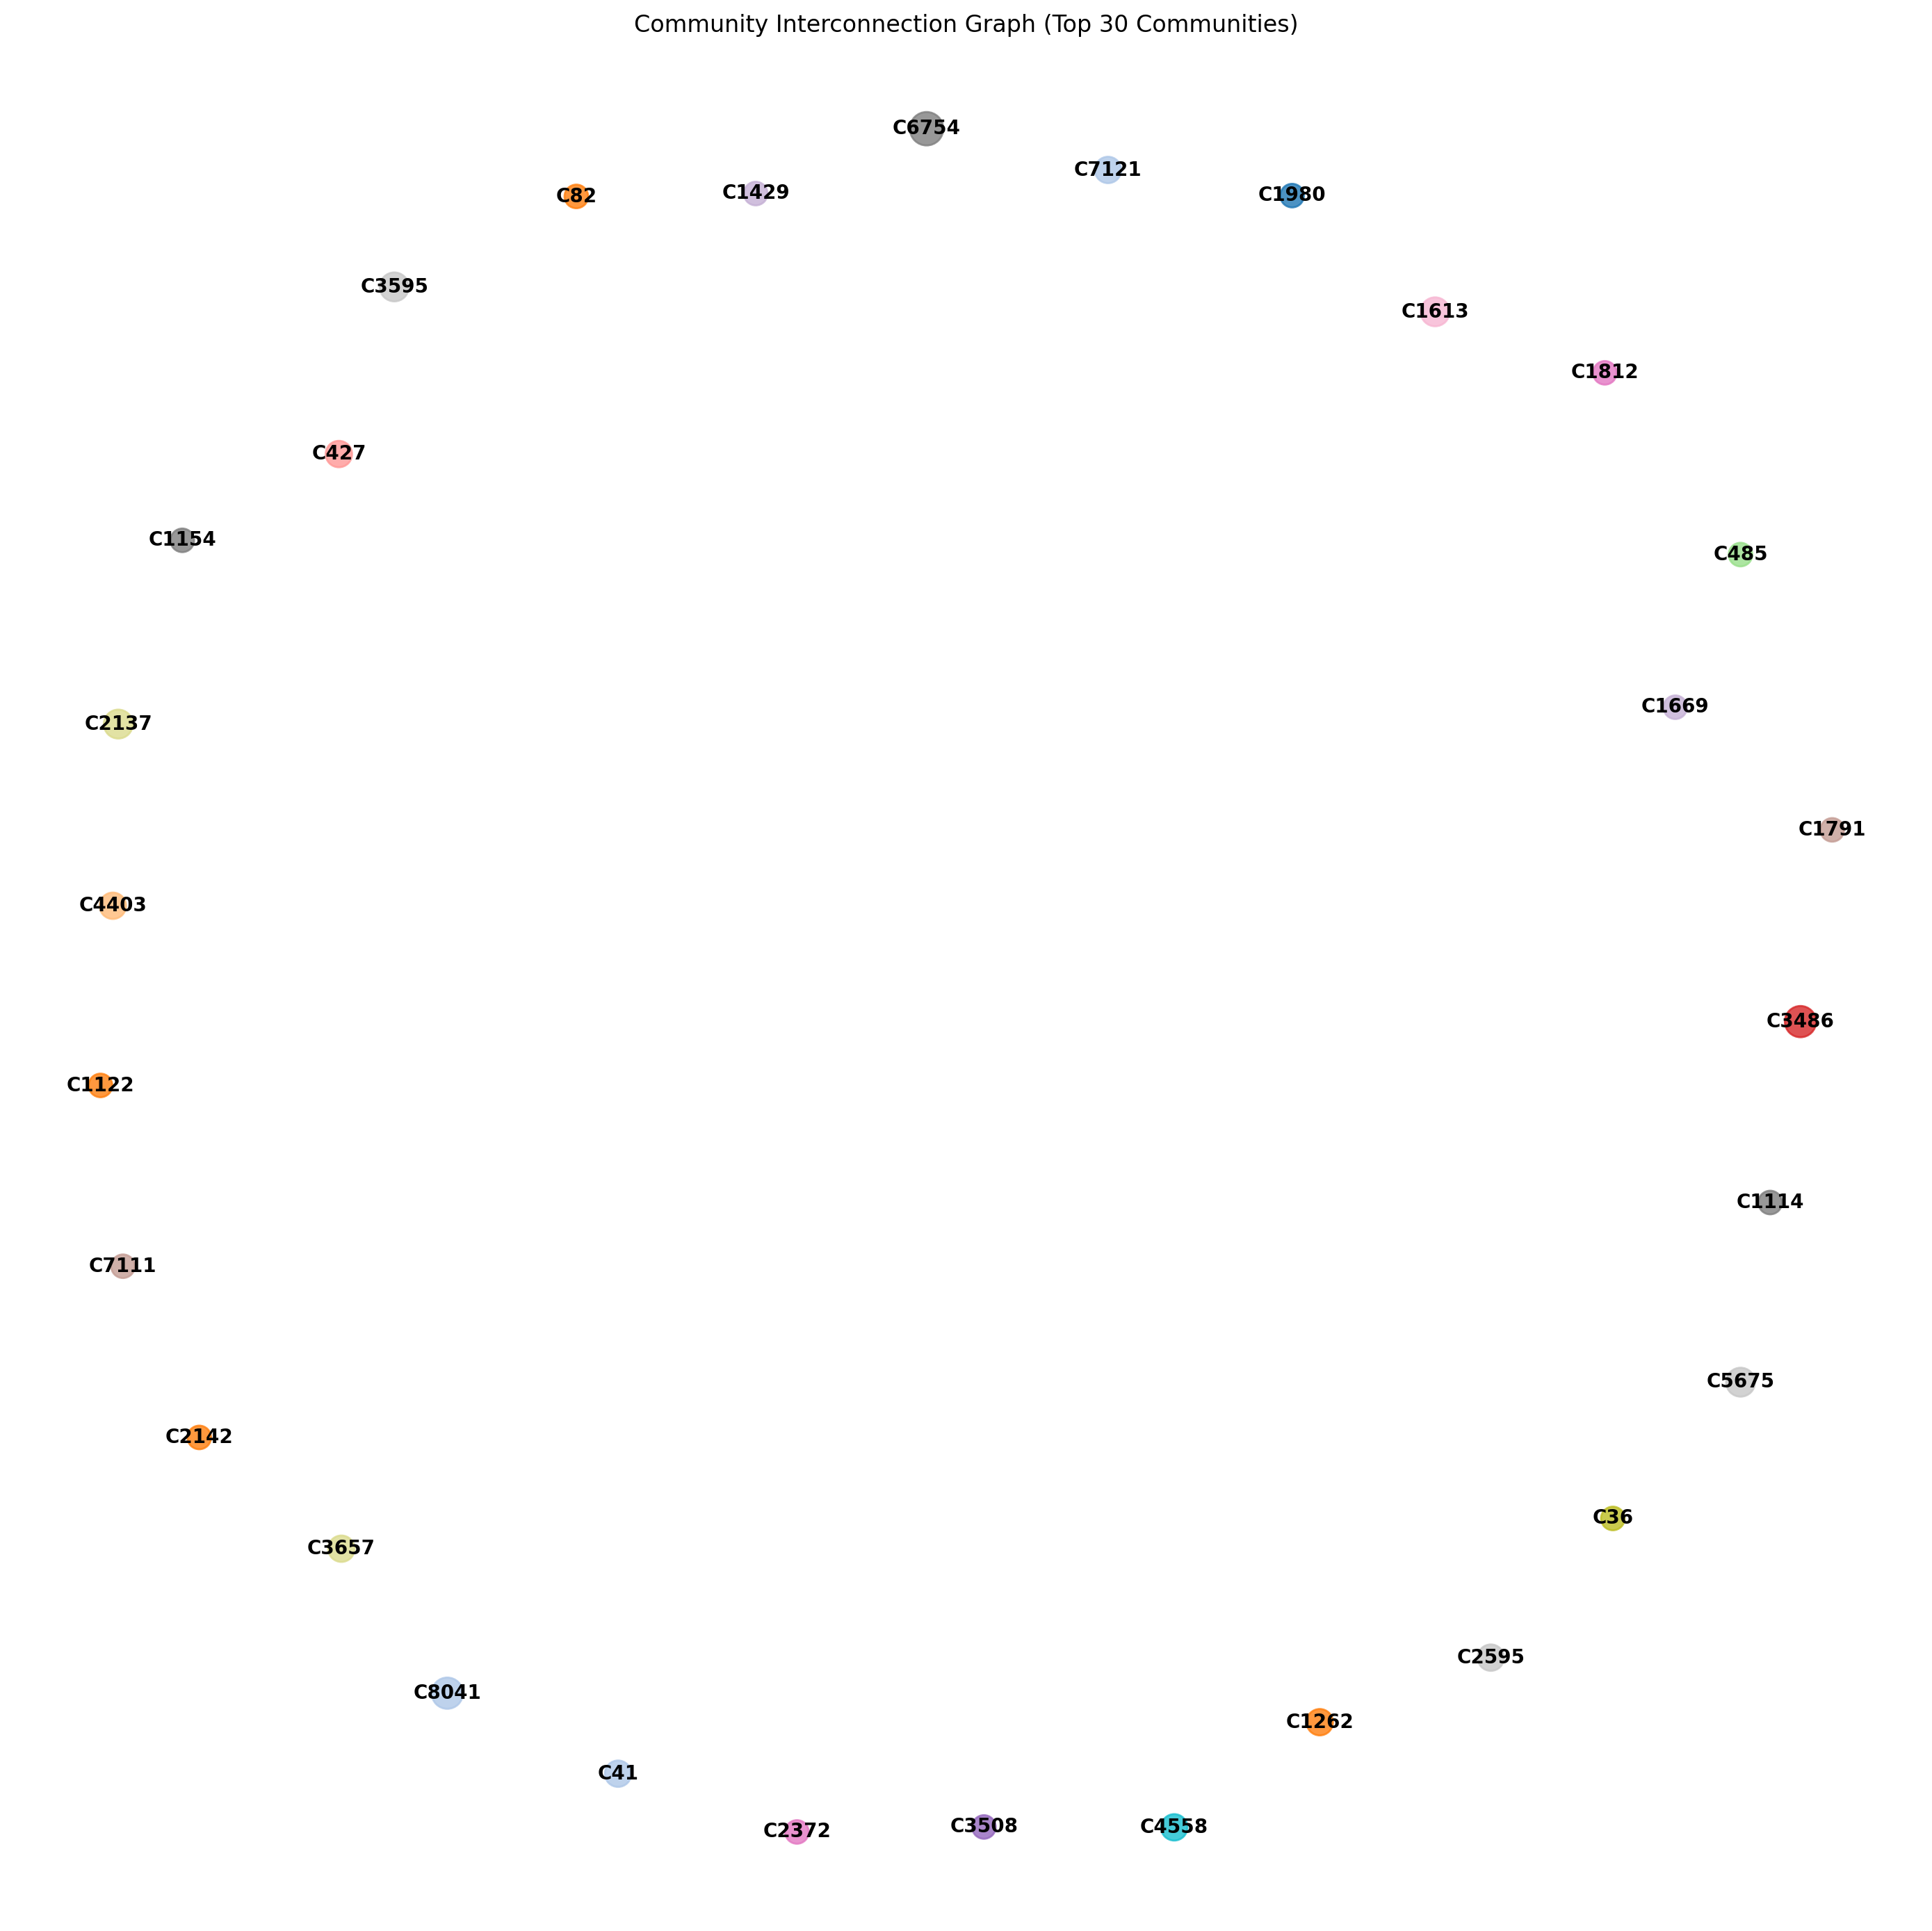 Community Interconnection Graph (Top 30 Communities)
C6754
C7121
C82
C1429
C1980
C3595
C1613
C1812
C427
C1154
C485
C1669
C2137
C1791
C4403
C3486
C1122
C1114
C7111
C5675
C2142
C36
C3657
C2595
C8041
C1262
C41
C2372
C3508
C4558